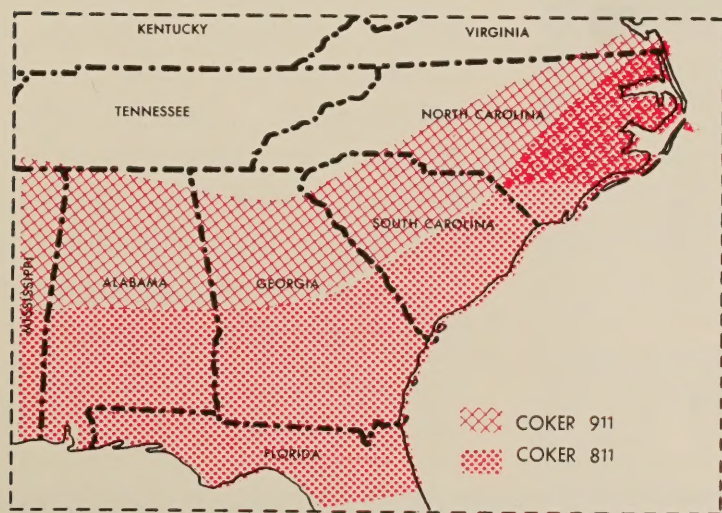 KENTUCKY
VIRGINIA
TENNESSEE
NORTH CAROLINA
SOUTH CAROLINA
MISSISSIPPI
ALABAMA
GEORGIA
FLORIDA
COKER 911
COKER 811